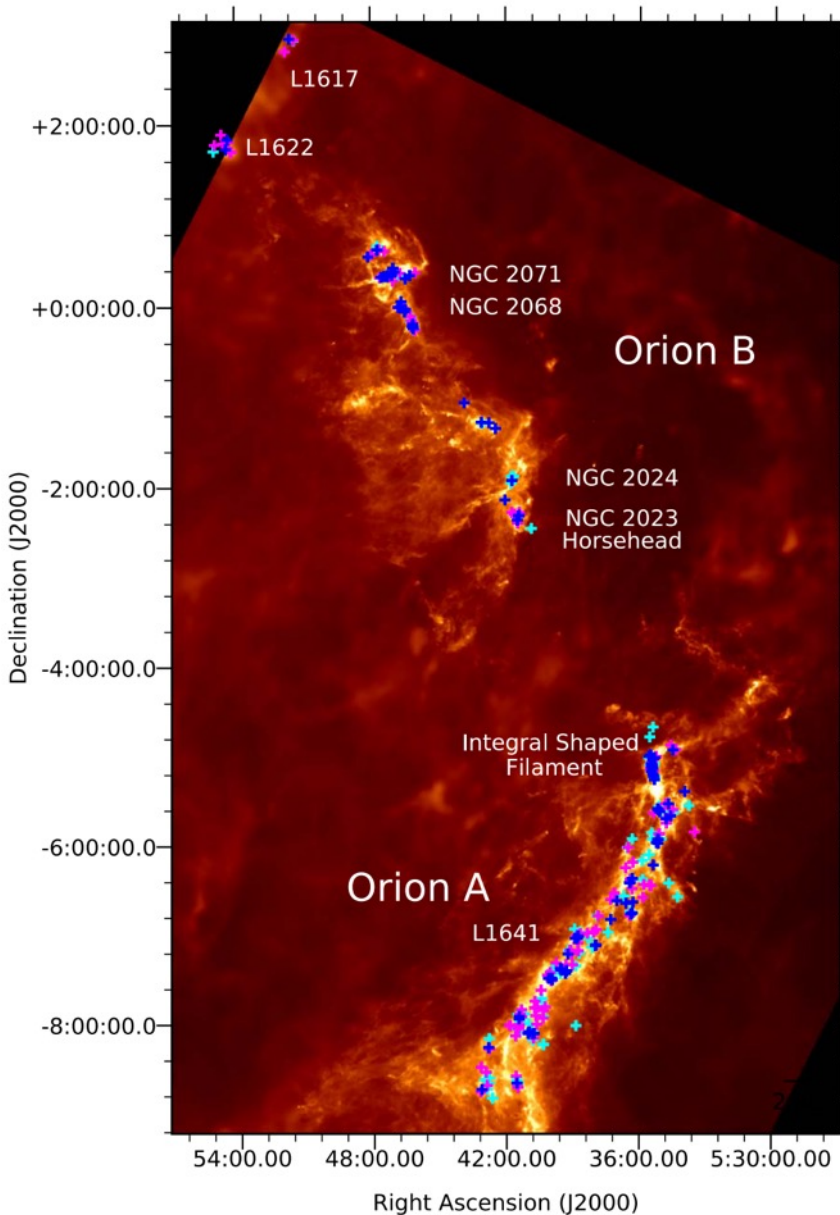 L1617
+2:00:00.0
L1622
NGC 2071
+0:00:00.0
NGC 2068
Orion B
-2:00:00.0
NGC 2024
NGC 2023
Horsehead
Declination (J2000)
-4:00:00.0
Integral Shaped
Filament
-6:00:00.0
Orion A
L1641
-8:00:00.0
54:00.00 48:00.00 42:00.00 36:00.00 5:30:00.00
Right Ascension (J2000)